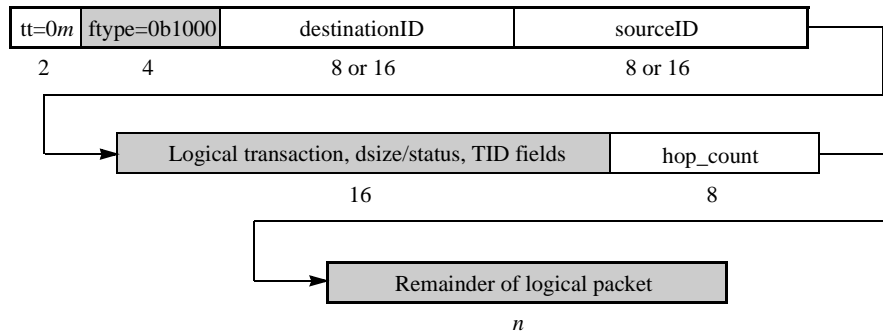 tt=0m ftype=0b1000 destinationID sourceID
2 4 8 or 16 8 or 16
Logical transaction, dsize/status, TID fields hop_count
16 8
Remainder of logical packet
n